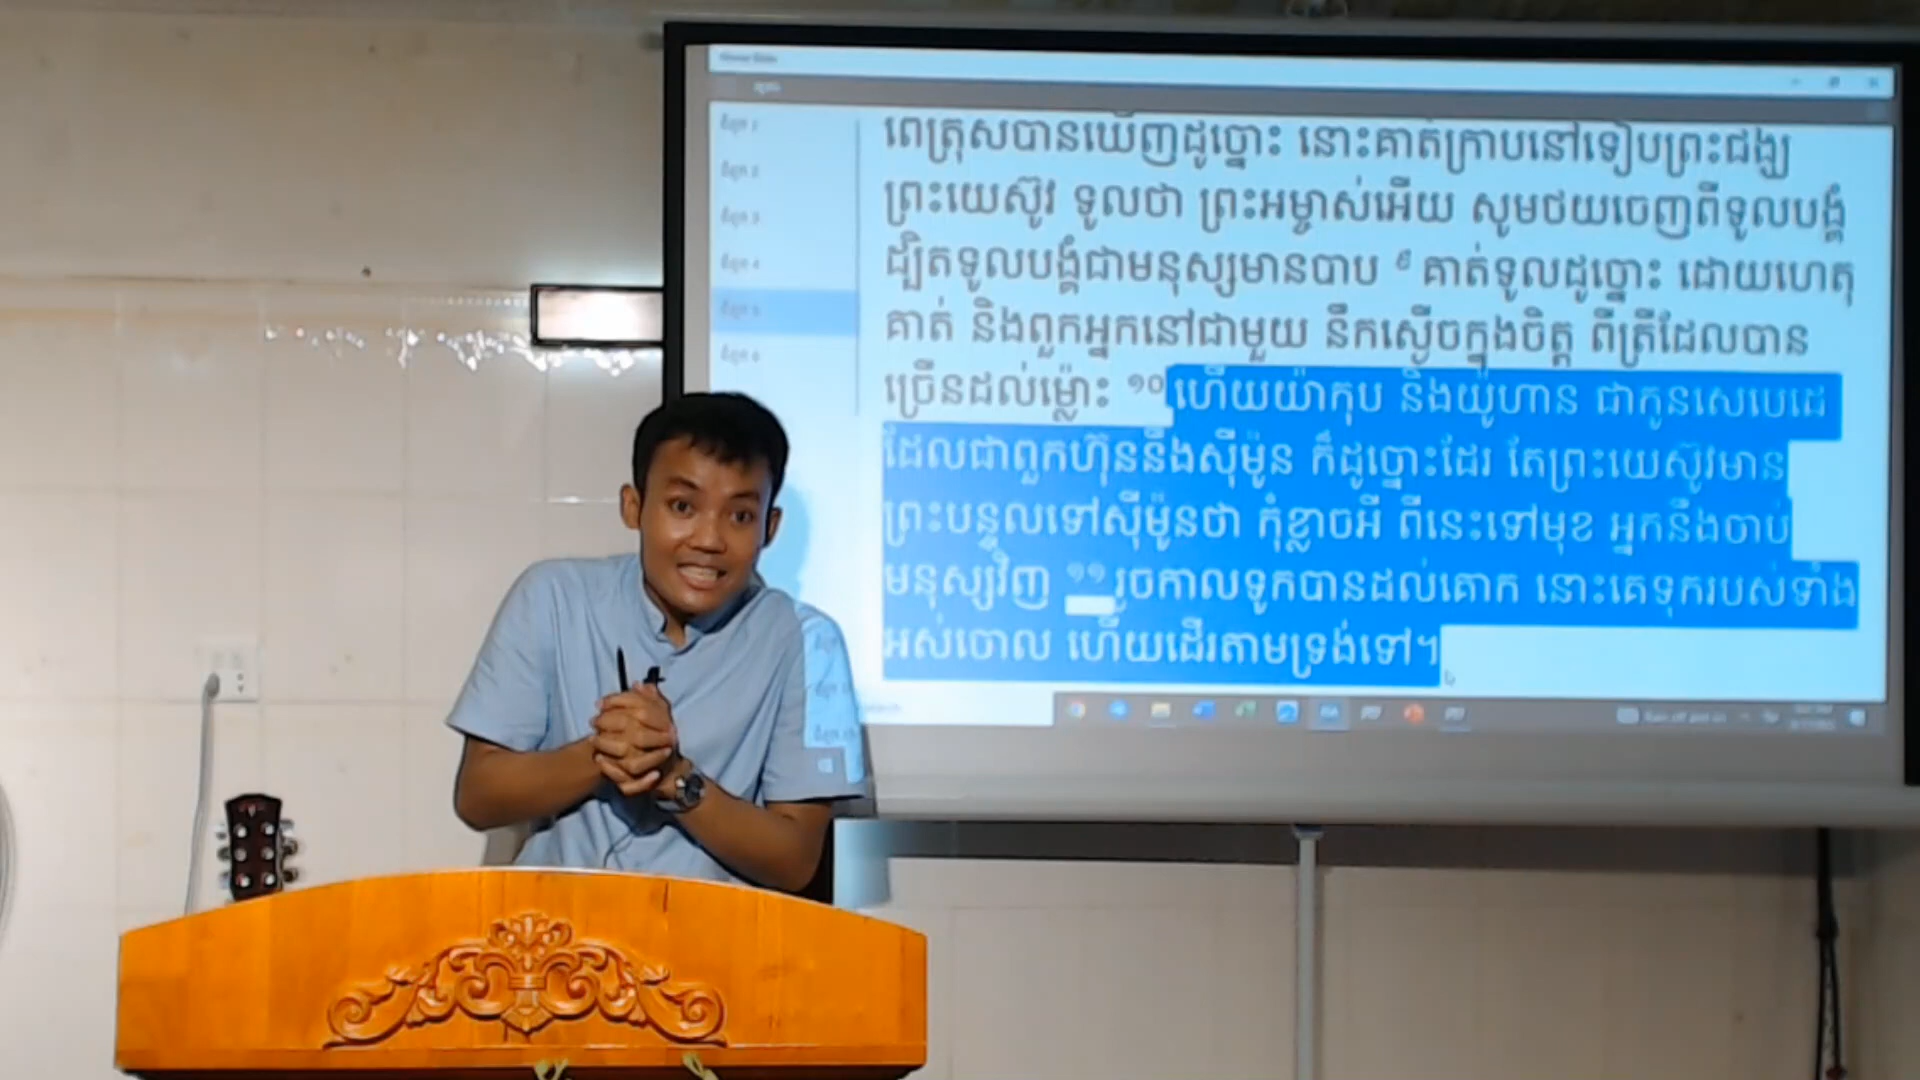 ពេត្រុសបានឃើញដូច្នោះ នោះគាត់ក្រាបនៅទៀបព្រះជង្ឃ
ព្រះយេស៊ូវ ទូលថា ព្រះអម្ចាស់អើយ សូមថយចេញពីទូលបង្គំ
ដ្បិតទូលបង្គំជាមនុស្សមានបាប ៩ គាត់ទូលដូច្នោះ ដោយហេតុ
គាត់ និងពួកអ្នកនៅជាមួយ នឹកស្ងើចក្នុងចិត្ត ពីត្រីដែលបាន
ច្រើនដល់ម៉្លោះ ១០ ហើយយ៉ាកុប និងយ៉ូហាន ជាកូនសេបេដេ
ដែលជាពួកហ៊ុននឹងស៊ីម៉ូន ក៏ដូច្នោះដែរ តែព្រះយេស៊ូវមាន
ព្រះបន្ទូលទៅស៊ីម៉ូនថា កុំខ្លាចអី ពីនេះទៅមុខ អ្នកនឹងចាប់
មនុស្សវិញ ១១ រួចកាលទូកបានដល់គោក នោះគេទុករបស់ទាំង
អស់ចោល ហើយដើរតាមទ្រង់ទៅ។